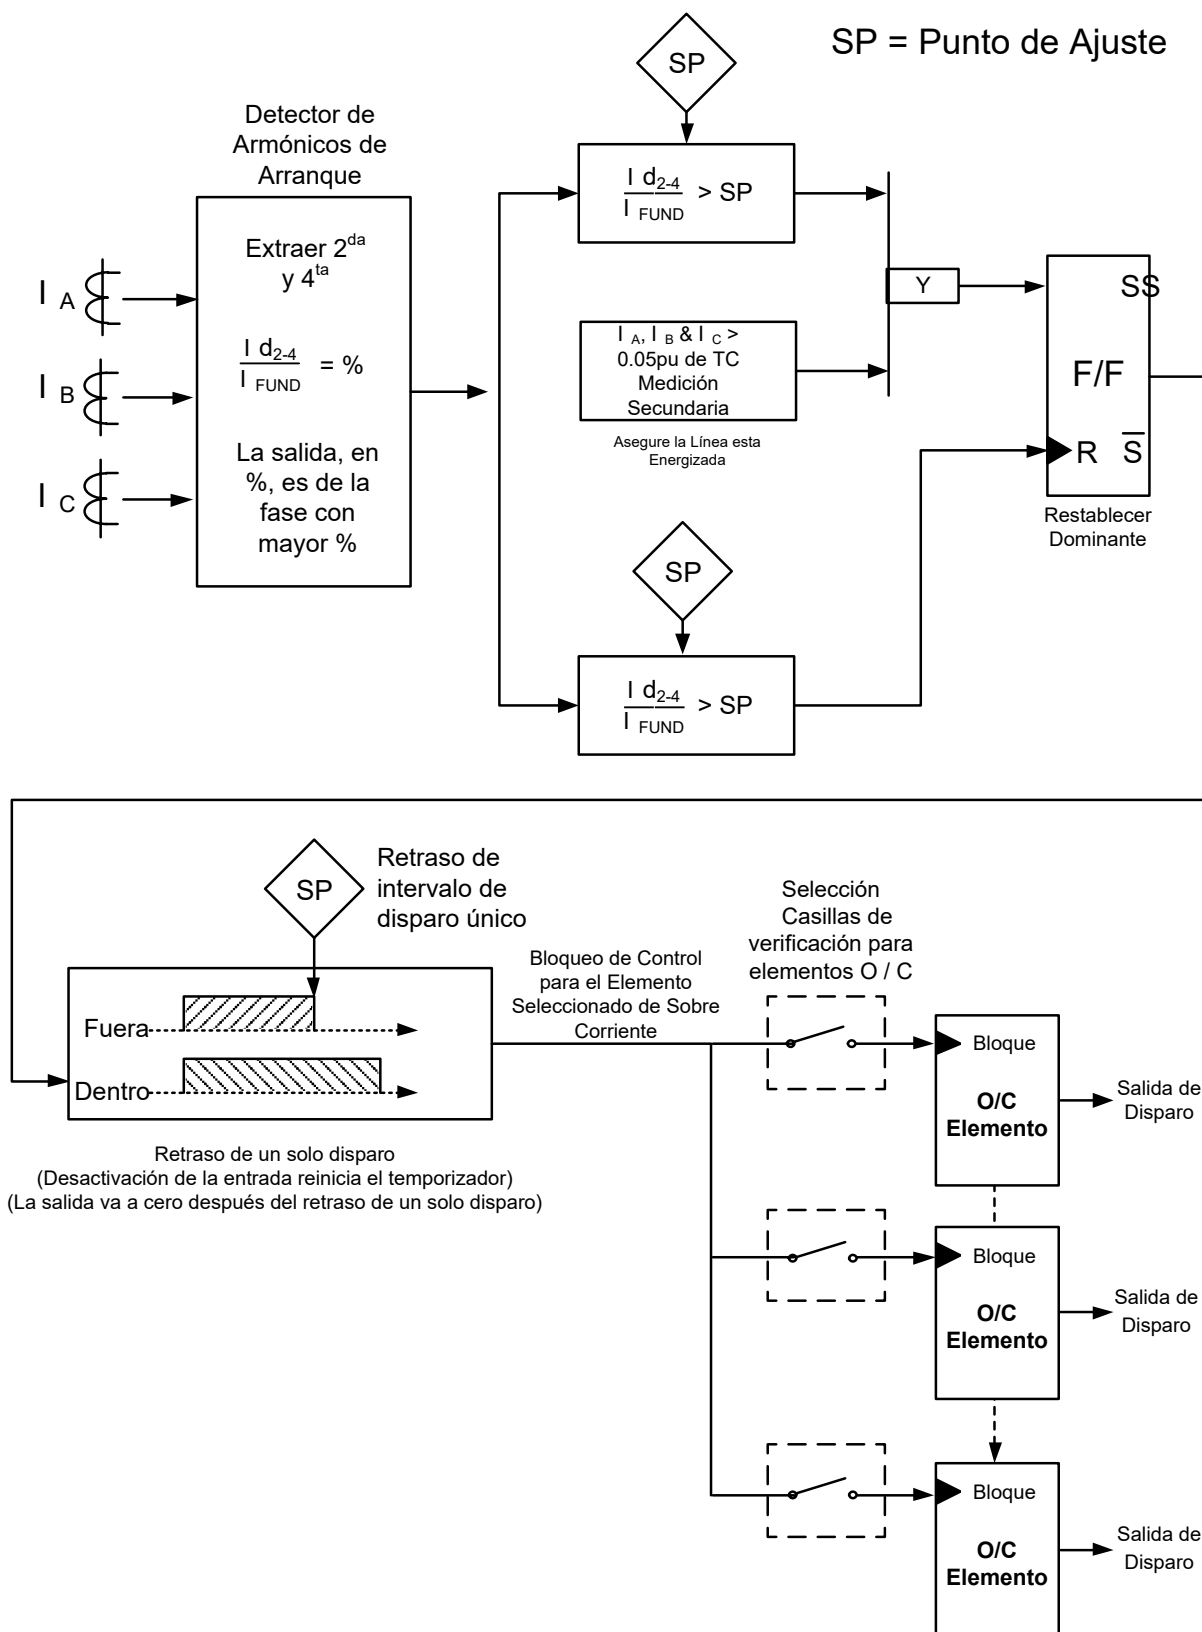 SP = Punto de Ajuste
SP
Detector de
Armónicos de
Arranque
Extraer 2da
y 4ta
I d2-4
I FUND
= %
La salida, en
%, es de la
fase con
mayor %
I A
I B
I C
I d2-4
I FUND
> SP
I A, I B & I C >
0.05pu de TC
Medición
Secundaria
Asegure la Línea esta
Energizada
Y
SS
F/F
R S̅
Restablecer
Dominante
SP
I d2-4
I FUND
> SP
SP
Retraso de
intervalo de
disparo único
Fuera
Dentro
Retraso de un solo disparo
(Desactivación de la entrada reinicia el temporizador)
(La salida va a cero después del retraso de un solo disparo)
Bloqueo de Control
para el Elemento
Seleccionado de Sobre
Corriente
Selección
Casillas de
verificación para
elementos O / C
Bloque
O/C
Elemento
Salida de
Disparo
Bloque
O/C
Elemento
Salida de
Disparo
Bloque
O/C
Elemento
Salida de
Disparo